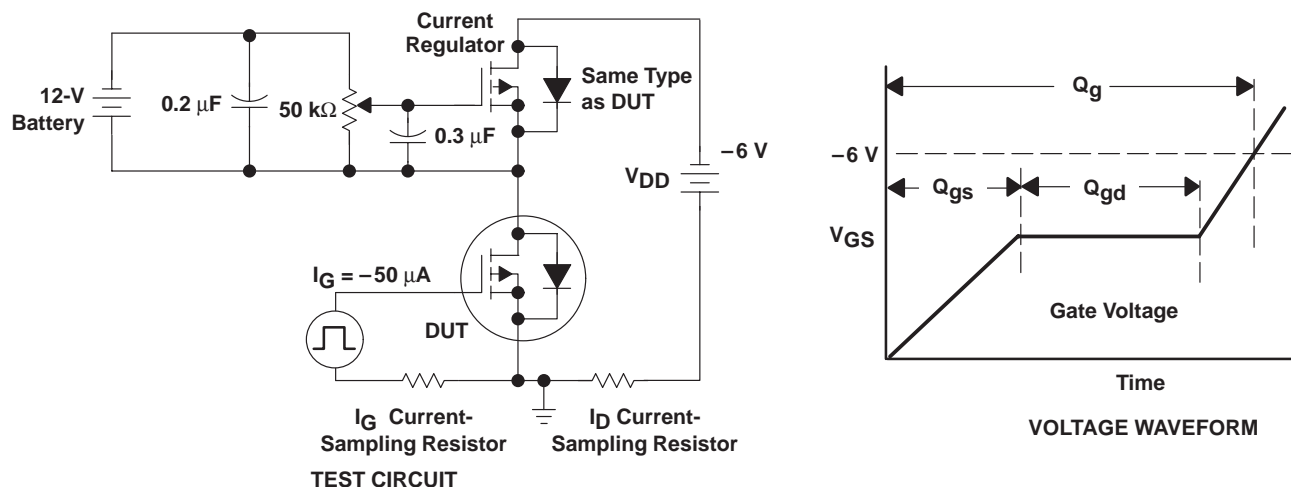 Current
Regulator
12-V
Battery
0.2 μF
50 kΩ
0.3 μF
Same Type
as DUT
−6 V
VDD
IG = −50 μA
DUT
IG Current-
Sampling Resistor
ID Current-
Sampling Resistor
TEST CIRCUIT
Qg
−6 V
Qgs
Qgd
VGS
Gate Voltage
Time
VOLTAGE WAVEFORM